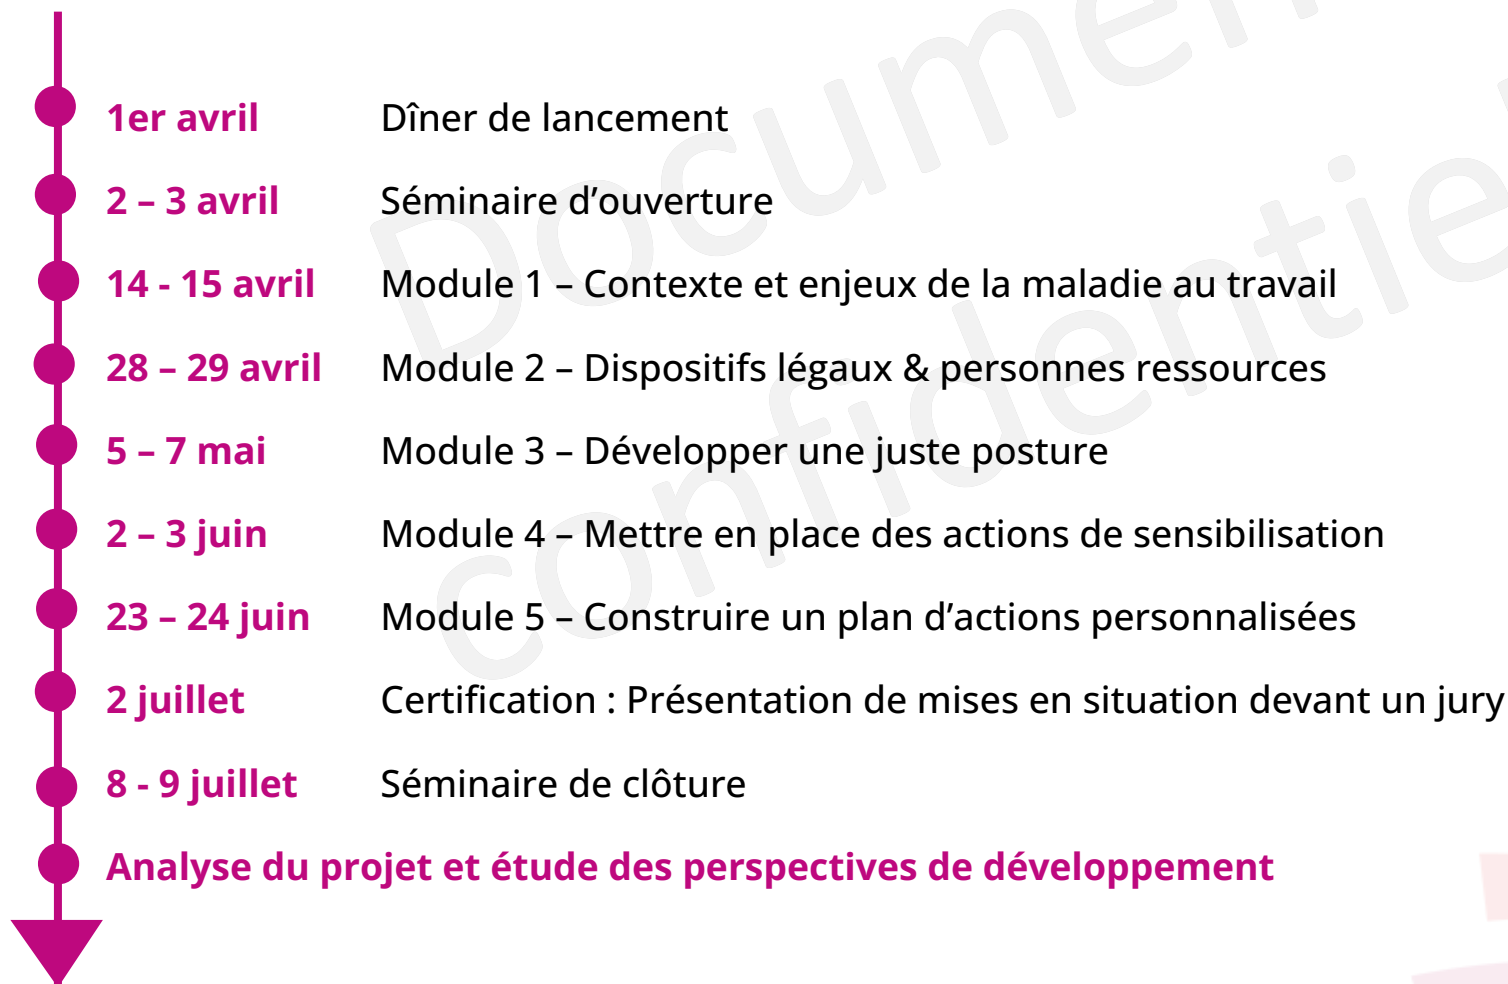 1er avril Dîner de lancement
2 – 3 avril Séminaire d’ouverture
14 - 15 avril Module 1 – Contexte et enjeux de la maladie au travail
28 – 29 avril Module 2 – Dispositifs légaux & personnes ressources
5 – 7 mai Module 3 – Développer une juste posture
2 – 3 juin Module 4 – Mettre en place des actions de sensibilisation
23 – 24 juin Module 5 – Construire un plan d’actions personnalisées
2 juillet Certification : Présentation de mises en situation devant un jury
8 - 9 juillet Séminaire de clôture
Analyse du projet et étude des perspectives de développement
Documen
confidentie